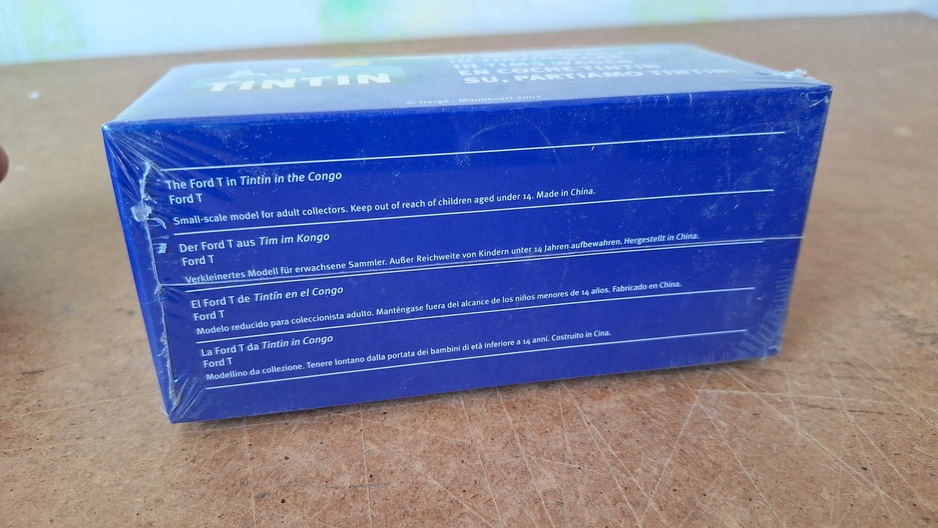 TINTIN
SU, PARTIAMO TINTIN
© Hergé - Moulinsart 2002
The Ford T in Tintin in the Congo
Ford T
Small-scale model for adult collectors. Keep out of reach of children aged under 14. Made in China.
Der Ford T aus Tim im Kongo
Ford T
Verkleinertes Modell für erwachsene Sammler. Außer Reichweite von Kindern unter 14 Jahren aufbewahren. Hergestellt in China.
El Ford T de Tintín en el Congo
Ford T
Modelo reducido para coleccionista adulto. Manténgase fuera del alcance de los niños menores de 14 años. Fabricado en China.
La Ford T da Tintin in Congo
Ford T
Modellino da collezione. Tenere lontano dalla portata dei bambini di età inferiore a 14 anni. Costruito in Cina.